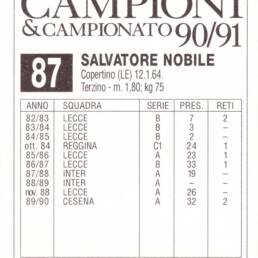 CAMPIONI
& CAMPIONATO 90/91
87 SALVATORE NOBILE
Copertino (LE) 12.1.64.
Terzino - m. 1,80; kg 75
ANNO SQUADRA SERIE PRES. RETI
82/83 LECCE B 7 2
83/84 LECCE B 3 –
84/85 LECCE B 2 –
ott. 84 REGGINA C1 24 1
85/86 LECCE A 23 1
86/87 LECCE B 33 1
87/88 INTER A 19 –
88/89 INTER A – –
nov. 88 LECCE A 26 –
89/90 CESENA A 32 2